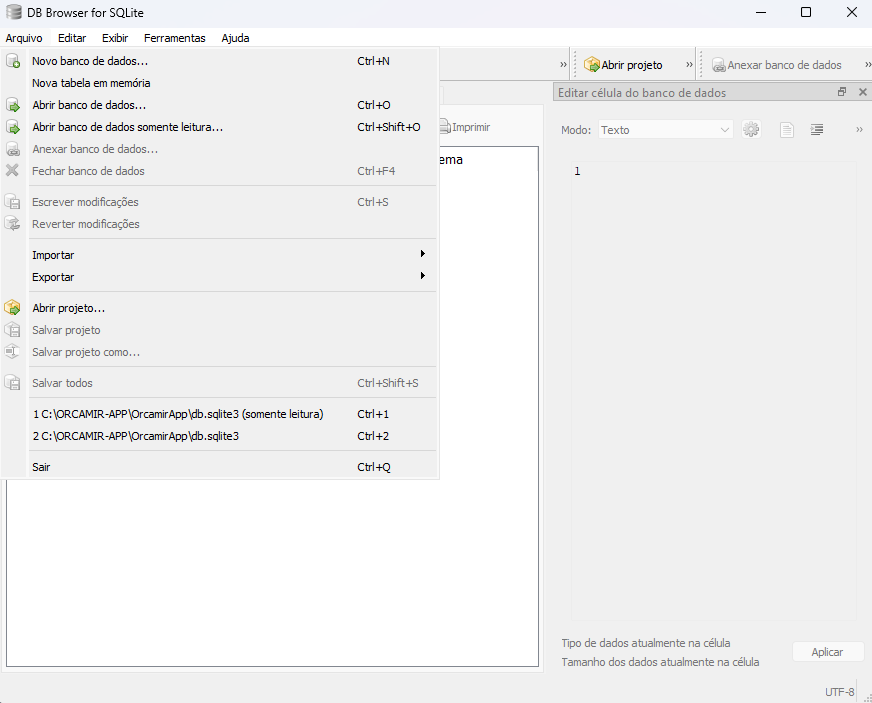 DB Browser for SQLite
Arquivo Editar Exibir Ferramentas Ajuda
Novo banco de dados... Ctrl+N
Nova tabela em memória
Abrir banco de dados... Ctrl+O
Abrir banco de dados somente leitura... Ctrl+Shift+O
Anexar banco de dados...
Fechar banco de dados Ctrl+F4
Escrever modificações Ctrl+S
Reverter modificações
Importar
Exportar
Abrir projeto...
Salvar projeto
Salvar projeto como...
Salvar todos Ctrl+Shift+S
1 C:\ORCAMIR-APP\OrcamirApp\db.sqlite3 (somente leitura) Ctrl+1
2 C:\ORCAMIR-APP\OrcamirApp\db.sqlite3 Ctrl+2
Sair Ctrl+Q
» Abrir projeto » Anexar banco de dados »
Imprimir
ema
Editar célula do banco de dados
Modo: Texto »
1
Tipo de dados atualmente na célula
Tamanho dos dados atualmente na célula
Aplicar
UTF-8